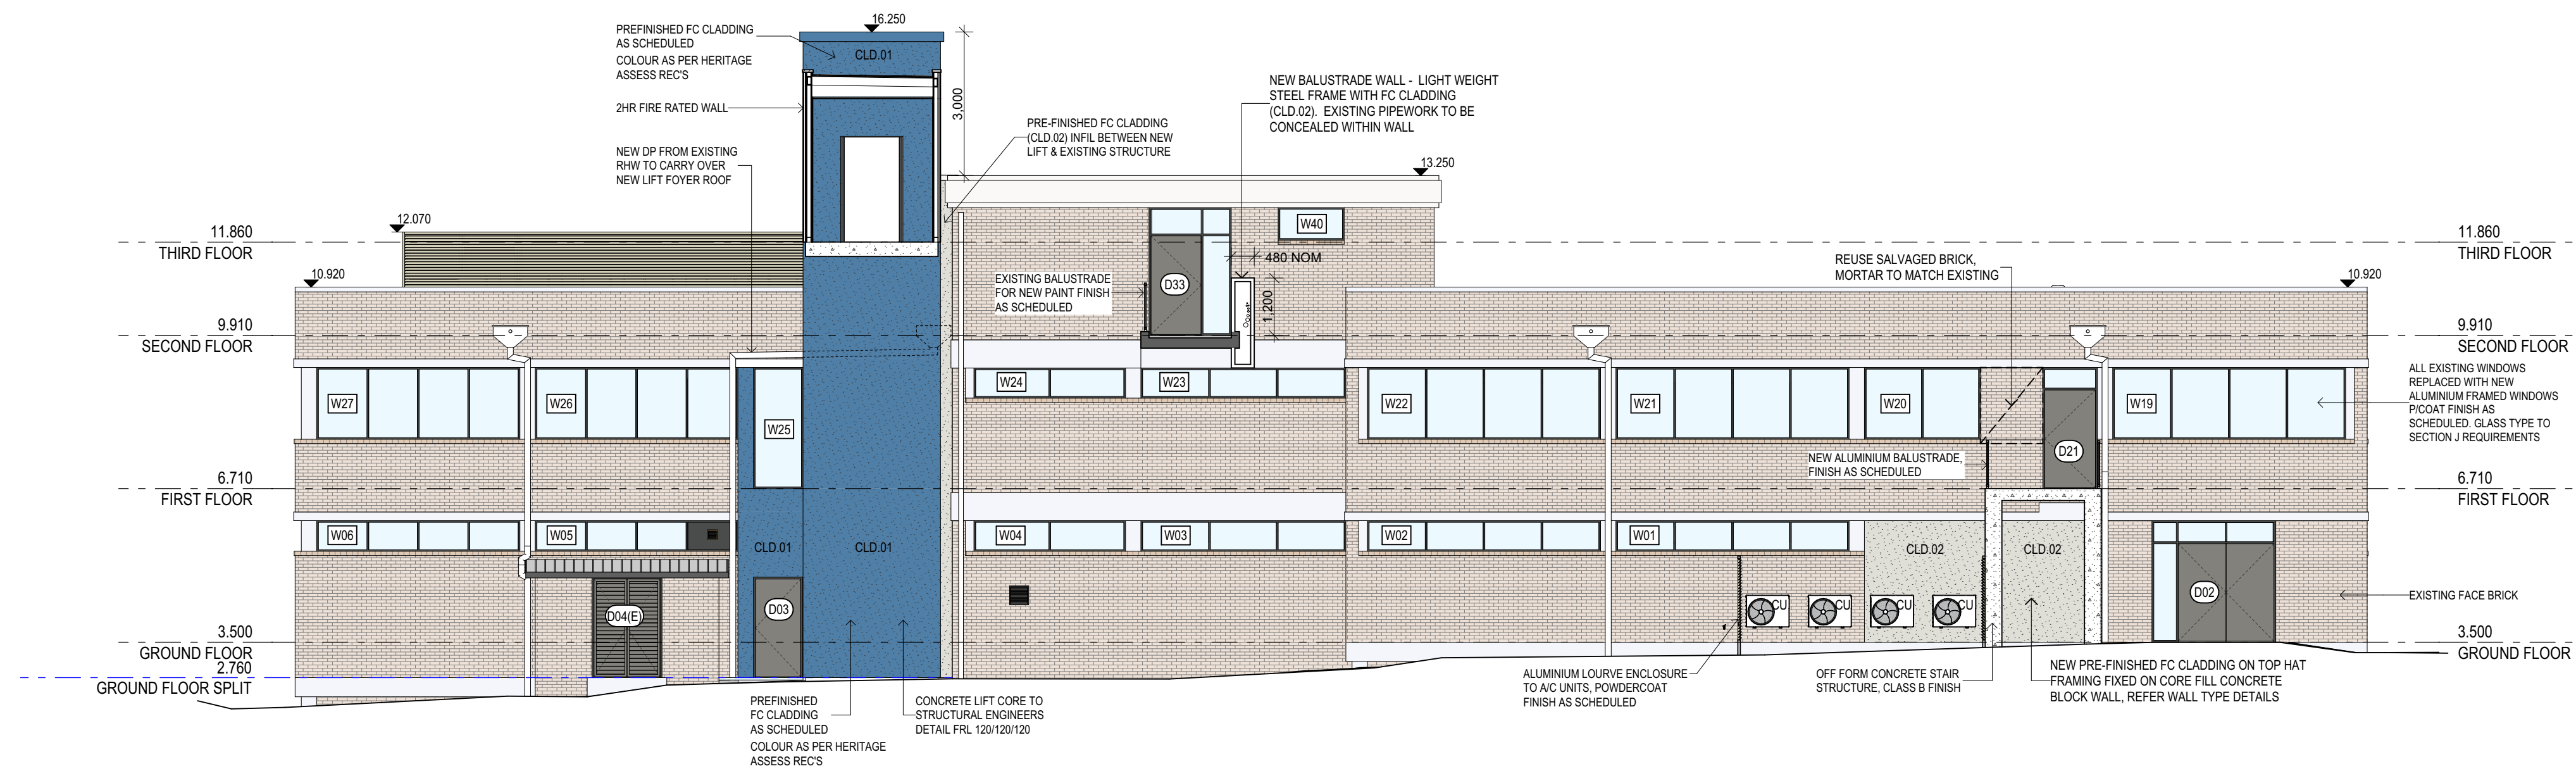 16.250
PREFINISHED FC CLADDING
AS SCHEDULED
COLOUR AS PER HERITAGE
ASSESS REC'S
CLD.01
2HR FIRE RATED WALL
3,000
NEW BALUSTRADE WALL - LIGHT WEIGHT
STEEL FRAME WITH FC CLADDING
(CLD.02). EXISTING PIPEWORK TO BE
CONCEALED WITHIN WALL
PRE-FINISHED FC CLADDING
(CLD.02) INFIL BETWEEN NEW
LIFT & EXISTING STRUCTURE
NEW DP FROM EXISTING
RHW TO CARRY OVER
NEW LIFT FOYER ROOF
13.250
12.070
W40
11.860
THIRD FLOOR
11.860
THIRD FLOOR
480 NOM
REUSE SALVAGED BRICK,
MORTAR TO MATCH EXISTING
10.920
EXISTING BALUSTRADE
FOR NEW PAINT FINISH
AS SCHEDULED
D33
1,200
10.920
9.910
SECOND FLOOR
9.910
SECOND FLOOR
ALL EXISTING WINDOWS
REPLACED WITH NEW
ALUMINIUM FRAMED WINDOWS
P/COAT FINISH AS
SCHEDULED. GLASS TYPE TO
SECTION J REQUIREMENTS
W27
W26
W25
W24
W23
W22
W21
W20
W19
D21
NEW ALUMINIUM BALUSTRADE,
FINISH AS SCHEDULED
6.710
FIRST FLOOR
6.710
FIRST FLOOR
W06
W05
CLD.01
CLD.01
W04
W03
W02
W01
CLD.02
CLD.02
D04(E)
D03
CU
CU
CU
CU
D02
EXISTING FACE BRICK
3.500
GROUND FLOOR
2.760
GROUND FLOOR SPLIT
3.500
GROUND FLOOR
PREFINISHED
FC CLADDING
AS SCHEDULED
COLOUR AS PER HERITAGE
ASSESS REC'S
CONCRETE LIFT CORE TO
STRUCTURAL ENGINEERS
DETAIL FRL 120/120/120
ALUMINIUM LOURVE ENCLOSURE
TO A/C UNITS, POWDERCOAT
FINISH AS SCHEDULED
OFF FORM CONCRETE STAIR
STRUCTURE, CLASS B FINISH
NEW PRE-FINISHED FC CLADDING ON TOP HAT
FRAMING FIXED ON CORE FILL CONCRETE
BLOCK WALL, REFER WALL TYPE DETAILS